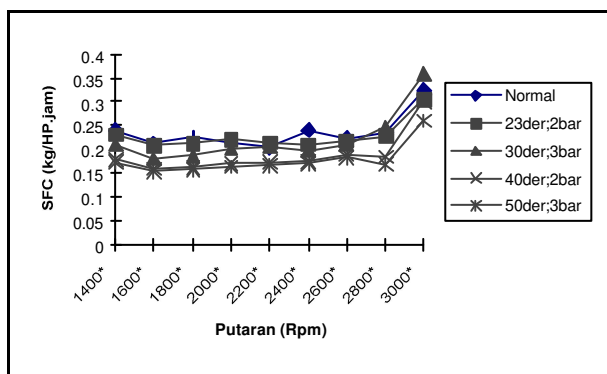 0.4
0.35
0.3
0.25
0.2
0.15
0.1
0.05
0
SFC (kg/HP.jam)
1400*
1600*
1800*
2000*
2200*
2400*
2600*
2800*
3000*
Putaran (Rpm)
Normal
23der;2bar
30der;3bar
40der;2bar
50der;3bar